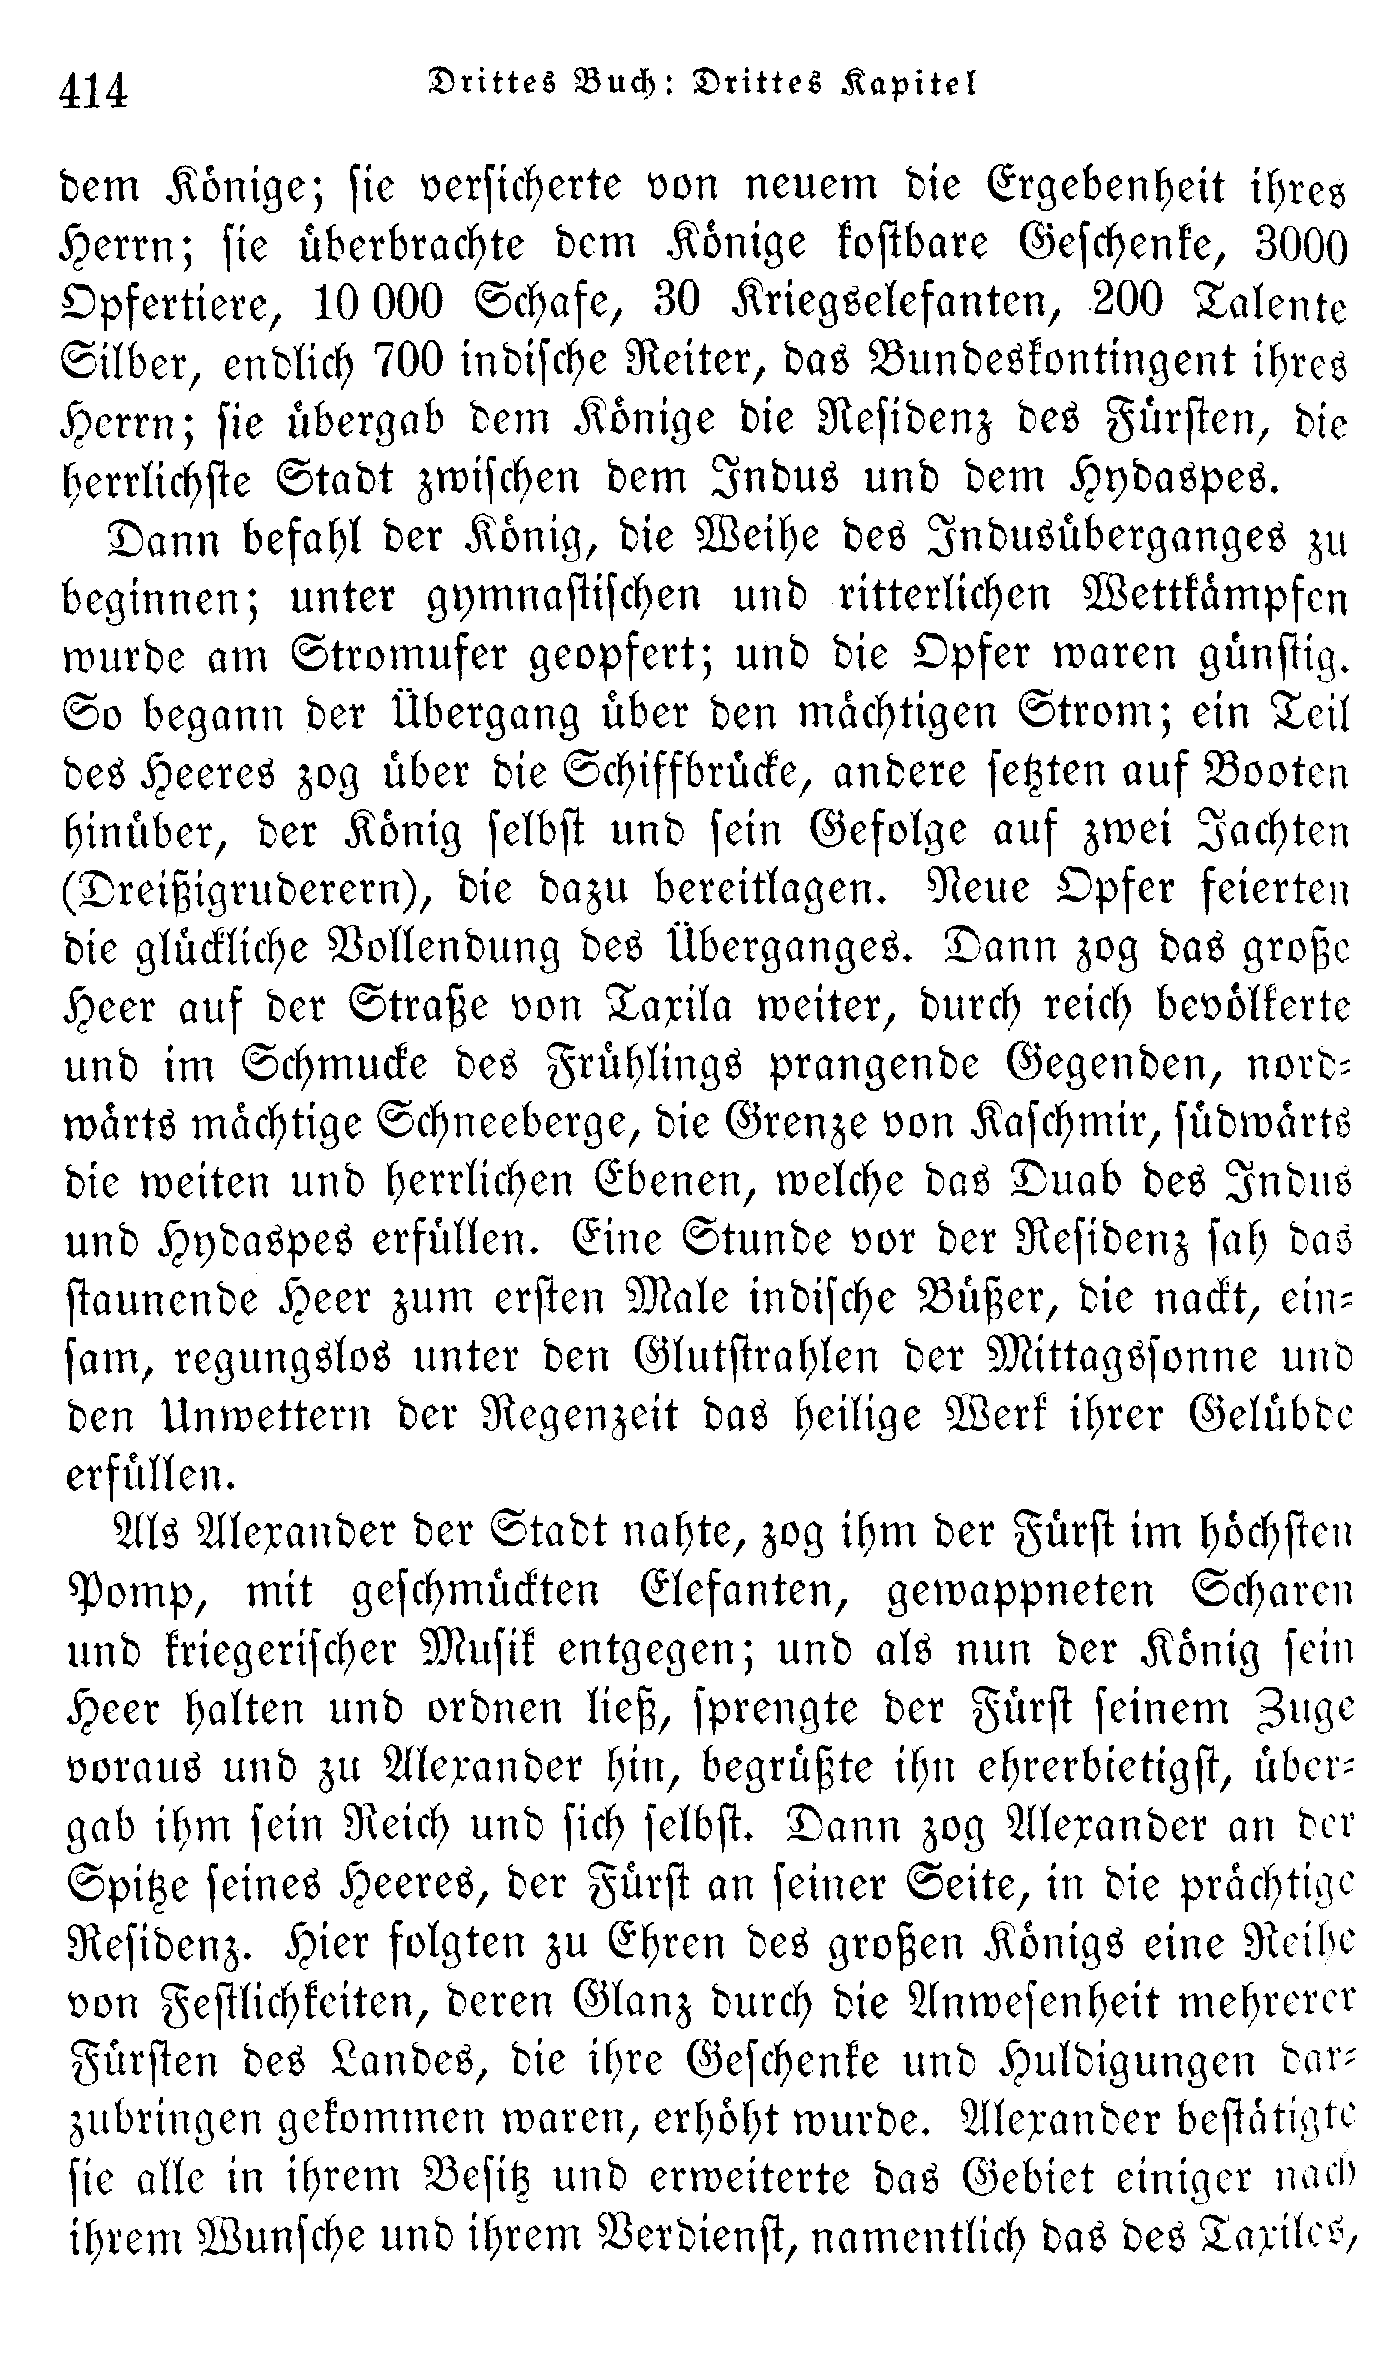 414
Drittes Buch: Drittes Kapitel
dem Könige; sie versicherte von neuem die Ergebenheit ihres
Herrn; sie überbrachte dem Könige kostbare Geschenke, 3000
Opfertiere, 10 000 Schafe, 30 Kriegselefanten, 200 Talente
Silber, endlich 700 indische Reiter, das Bundeskontingent ihres
Herrn; sie übergab dem Könige die Residenz des Fürsten, die
herrlichste Stadt zwischen dem Indus und dem Hydaspes.
Dann befahl der König, die Weihe des Indusüberganges zu
beginnen; unter gymnastischen und ritterlichen Wettkämpfen
wurde am Stromufer geopfert; und die Opfer waren günstig.
So begann der Übergang über den mächtigen Strom; ein Teil
des Heeres zog über die Schiffbrücke, andere setzten auf Booten
hinüber, der König selbst und sein Gefolge auf zwei Jachten
(Dreißigruderern), die dazu bereitlagen. Neue Opfer feierten
die glückliche Vollendung des Überganges. Dann zog das große
Heer auf der Straße von Taxila weiter, durch reich bevölkerte
und im Schmucke des Frühlings prangende Gegenden, nord-
wärts mächtige Schneeberge, die Grenze von Kaschmir, südwärts
die weiten und herrlichen Ebenen, welche das Duab des Indus
und Hydaspes erfüllen. Eine Stunde vor der Residenz sah das
staunende Heer zum ersten Male indische Büßer, die nackt, ein-
sam, regungslos unter den Glutstrahlen der Mittagssonne und
den Unwettern der Regenzeit das heilige Werk ihrer Gelübde
erfüllen.
Als Alexander der Stadt nahte, zog ihm der Fürst im höchsten
Pomp, mit geschmückten Elefanten, gewappneten Scharen
und kriegerischer Musik entgegen; und als nun der König sein
Heer halten und ordnen ließ, sprengte der Fürst seinem Zuge
voraus und zu Alexander hin, begrüßte ihn ehrerbietigst, über-
gab ihm sein Reich und sich selbst. Dann zog Alexander an der
Spitze seines Heeres, der Fürst an seiner Seite, in die prächtige
Residenz. Hier folgten zu Ehren des großen Königs eine Reihe
von Festlichkeiten, deren Glanz durch die Anwesenheit mehrerer
Fürsten des Landes, die ihre Geschenke und Huldigungen dar-
zubringen gekommen waren, erhöht wurde. Alexander bestätigte
sie alle in ihrem Besitz und erweiterte das Gebiet einiger nach
ihrem Wunsche und ihrem Verdienst, namentlich das des Taxiles,